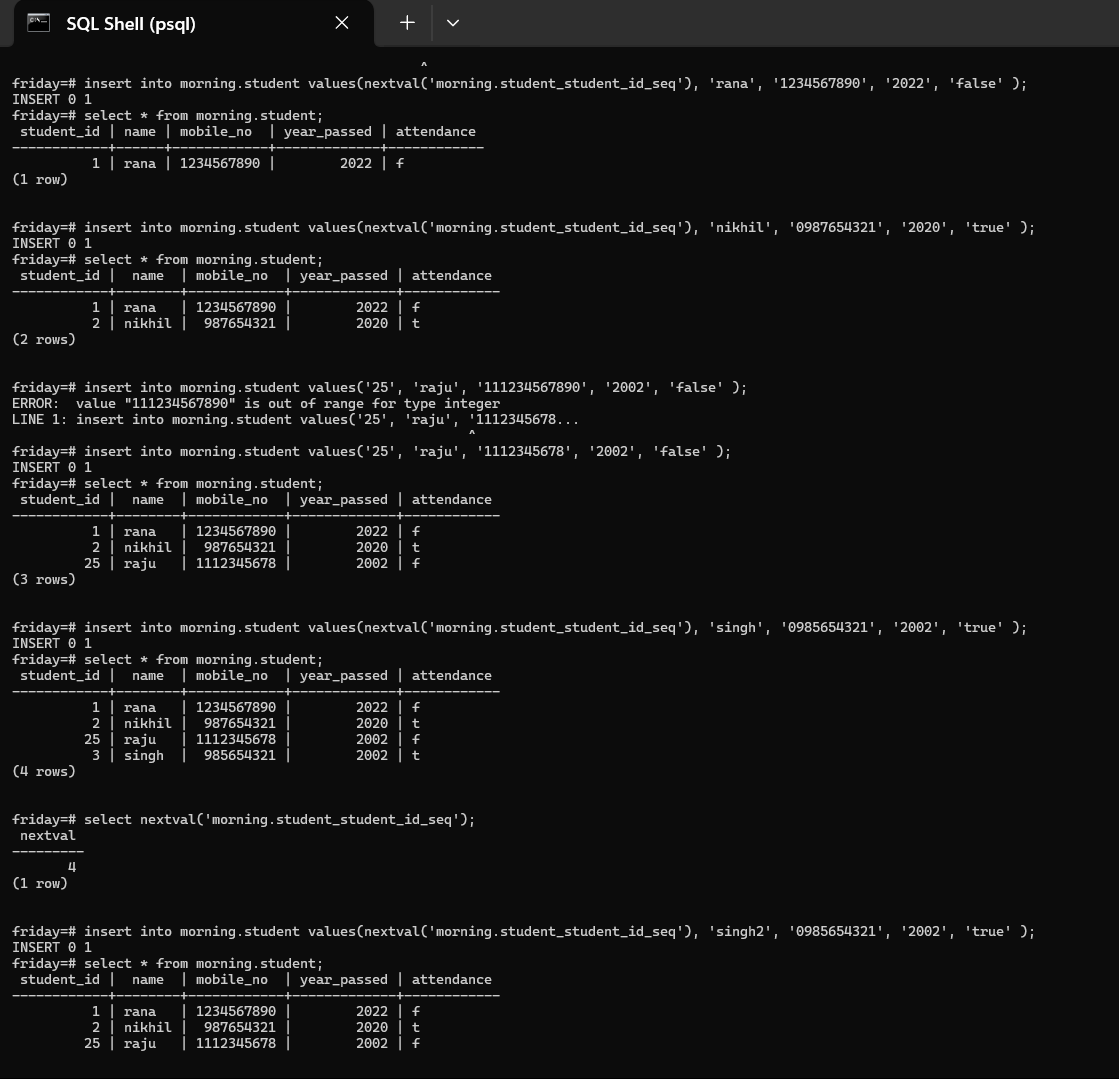 SQL Shell (psql)
^
friday=# insert into morning.student values(nextval('morning.student_student_id_seq'), 'rana', '1234567890', '2022', 'false' );
INSERT 0 1
friday=# select * from morning.student;
 student_id | name | mobile_no  | year_passed | attendance
------------+------+------------+-------------+------------
          1 | rana | 1234567890 |        2022 | f
(1 row)
friday=# insert into morning.student values(nextval('morning.student_student_id_seq'), 'nikhil', '0987654321', '2020', 'true' );
INSERT 0 1
friday=# select * from morning.student;
 student_id |  name  | mobile_no  | year_passed | attendance
------------+--------+------------+-------------+------------
          1 | rana   | 1234567890 |        2022 | f
          2 | nikhil |  987654321 |        2020 | t
(2 rows)
friday=# insert into morning.student values('25', 'raju', '111234567890', '2002', 'false' );
ERROR:  value "111234567890" is out of range for type integer
LINE 1: insert into morning.student values('25', 'raju', '1112345678...
^
friday=# insert into morning.student values('25', 'raju', '1112345678', '2002', 'false' );
INSERT 0 1
friday=# select * from morning.student;
 student_id |  name  | mobile_no  | year_passed | attendance
------------+--------+------------+-------------+------------
          1 | rana   | 1234567890 |        2022 | f
          2 | nikhil |  987654321 |        2020 | t
         25 | raju   | 1112345678 |        2002 | f
(3 rows)
friday=# insert into morning.student values(nextval('morning.student_student_id_seq'), 'singh', '0985654321', '2002', 'true' );
INSERT 0 1
friday=# select * from morning.student;
 student_id |  name  | mobile_no  | year_passed | attendance
------------+--------+------------+-------------+------------
          1 | rana   | 1234567890 |        2022 | f
          2 | nikhil |  987654321 |        2020 | t
         25 | raju   | 1112345678 |        2002 | f
          3 | singh  |  985654321 |        2002 | t
(4 rows)
friday=# select nextval('morning.student_student_id_seq');
 nextval
---------
       4
(1 row)
friday=# insert into morning.student values(nextval('morning.student_student_id_seq'), 'singh2', '0985654321', '2002', 'true' );
INSERT 0 1
friday=# select * from morning.student;
 student_id |  name  | mobile_no  | year_passed | attendance
------------+--------+------------+-------------+------------
          1 | rana   | 1234567890 |        2022 | f
          2 | nikhil |  987654321 |        2020 | t
         25 | raju   | 1112345678 |        2002 | f